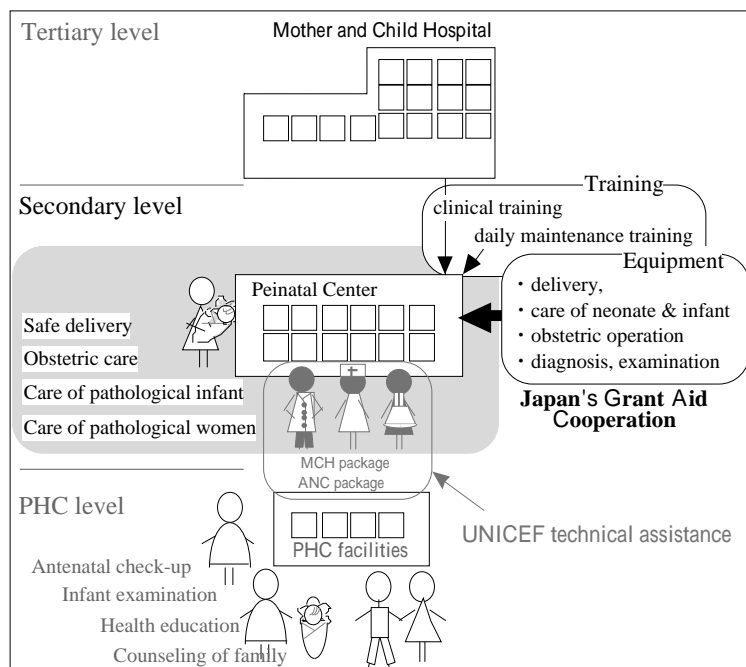 Tertiary level
Mother and Child Hospital
Training
clinical training
Secondary level
daily maintenance training
Equipment
Peinatal Center
・delivery,
・care of neonate & infant
・obstetric operation
・diagnosis, examination
Safe delivery
Obstetric care
Care of pathological infant
Care of pathological women
Japan's Grant Aid
Cooperation
MCH package
ANC package
PHC level
UNICEF technical assistance
PHC facilities
Antenatal check-up
Infant examination
Health education
Counseling of family